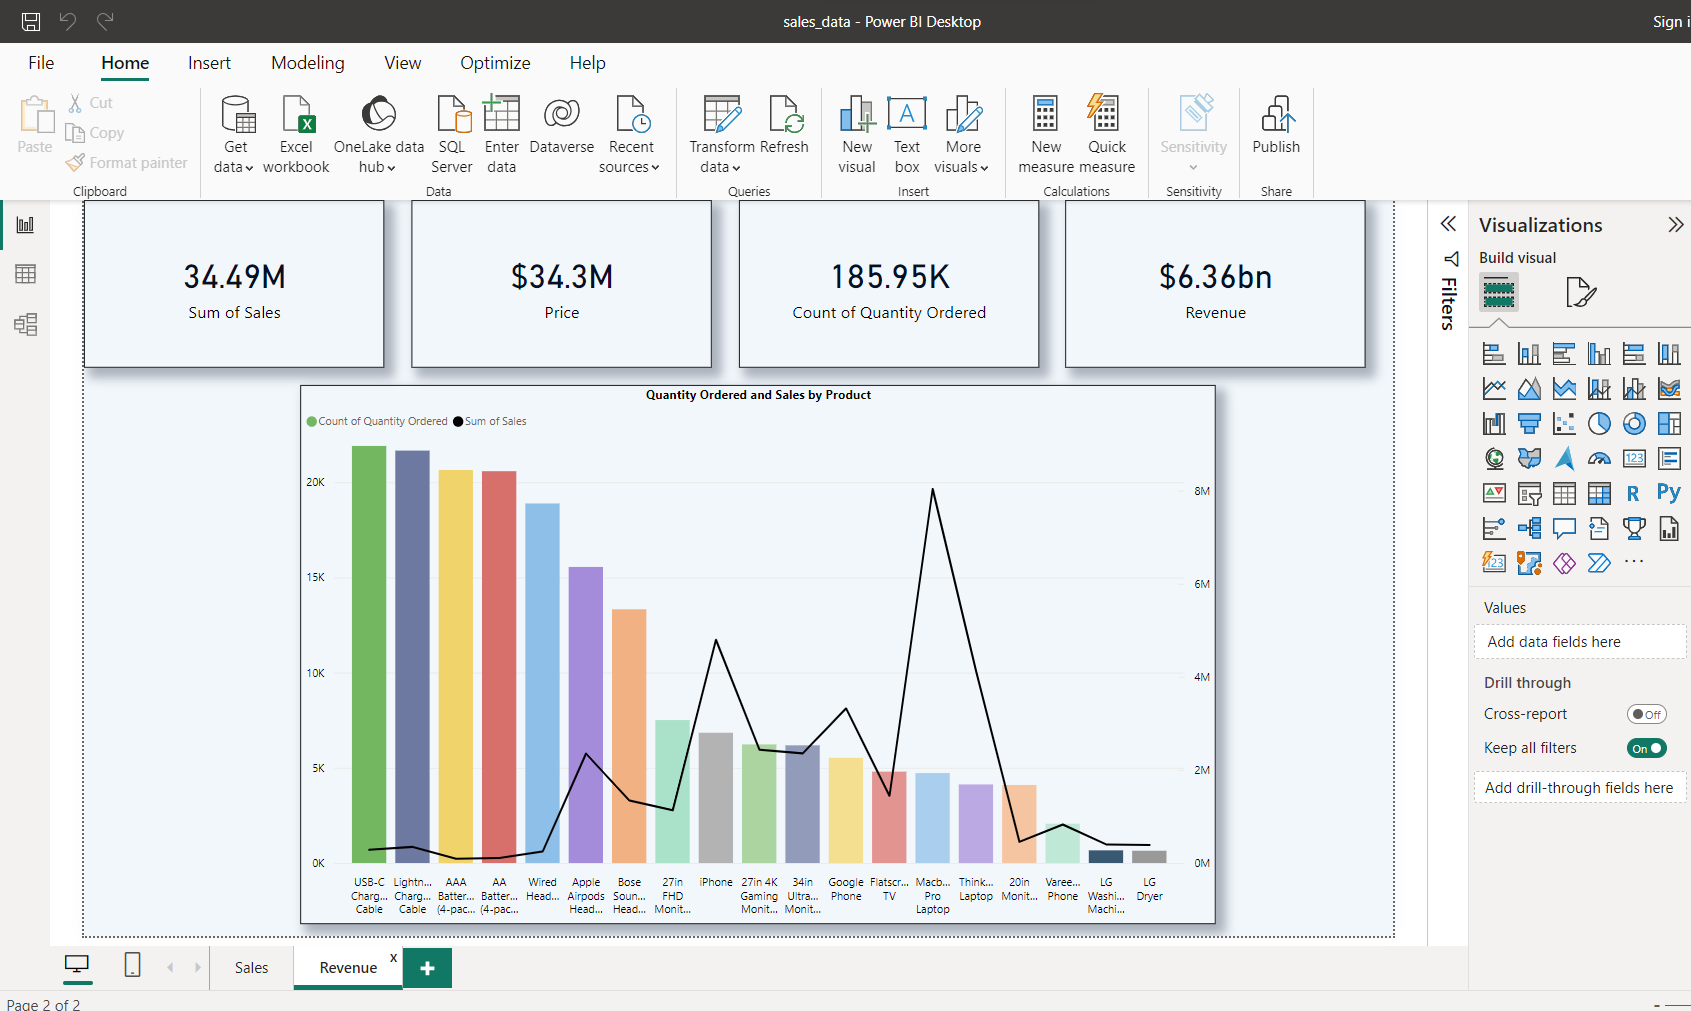 sales_data - Power BI Desktop
Sign i
File Home Insert Modeling View Optimize Help
Paste
Cut
Copy
Format painter
Clipboard
Get data
Excel workbook
OneLake data hub
SQL Server
Enter data
Dataverse
Recent sources
Data
Transform data
Refresh
Queries
New visual
Text box
More visuals
Insert
New measure
Quick measure
Calculations
Sensitivity
Sensitivity
Publish
Share
34.49M
Sum of Sales
$34.3M
Price
185.95K
Count of Quantity Ordered
$6.36bn
Revenue
Quantity Ordered and Sales by Product
Count of Quantity Ordered Sum of Sales
20K
15K
10K
5K
0K
8M
6M
4M
2M
0M
USB-C Charg... Cable
Lightn... Charg... Cable
AAA Batter... (4-pac...
AA Batter... (4-pac...
Wired Head...
Apple Airpods Head...
Bose Soun... Head...
27in FHD Monit...
iPhone
27in 4K Gaming Monit...
34in Ultra... Monit...
Google Phone
Flatscr... TV
Macb... Pro Laptop
Think... Laptop
20in Monit...
Varee... Phone
LG Washi... Machi...
LG Dryer
Filters
Visualizations
Build visual
123
R
Py
123
Values
Add data fields here
Drill through
Cross-report
Off
Keep all filters
On
Add drill-through fields here
Sales
Revenue
x
Page 2 of 2